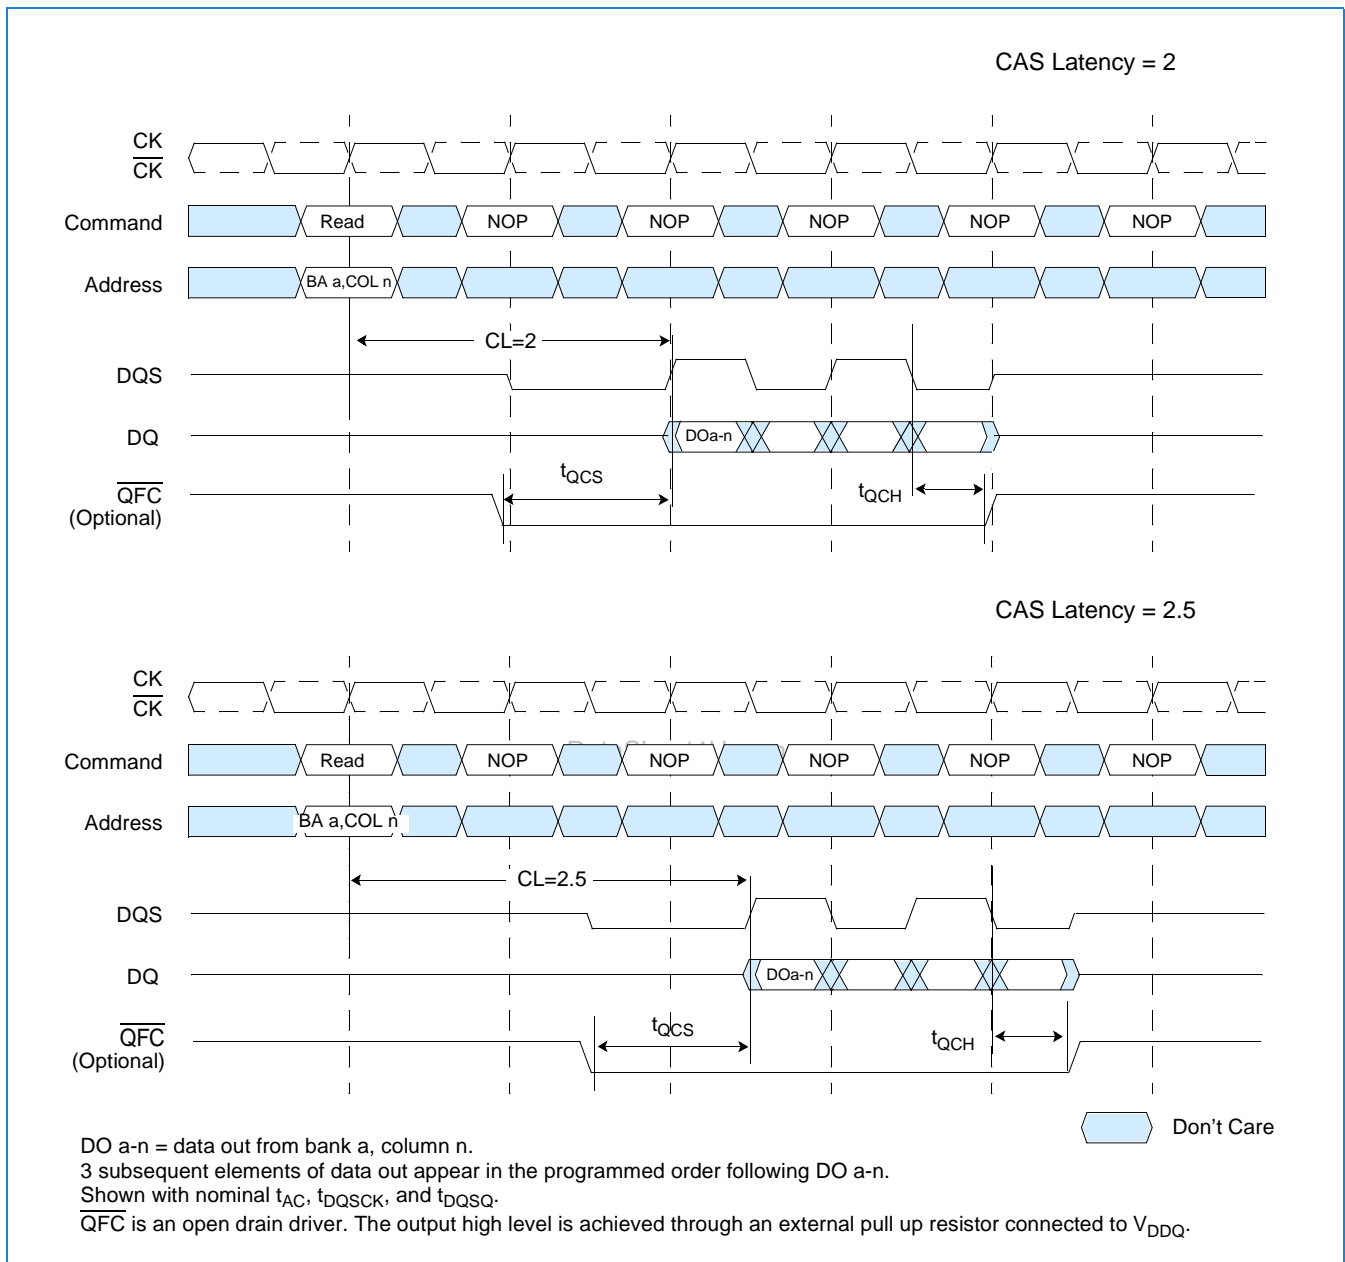 CAS Latency = 2
CK
CK
Command Read NOP NOP NOP NOP NOP
Address BA a,COL n
CL=2
DQS
DQ DOa-n
tQCS
tQCH
QFC
(Optional)
CAS Latency = 2.5
CK
CK
Command Read NOP NOP NOP NOP NOP
Address BA a,COL n
CL=2.5
DQS
DQ DOa-n
tQCS
tQCH
QFC
(Optional)
Don't Care
DO a-n = data out from bank a, column n.
3 subsequent elements of data out appear in the programmed order following DO a-n.
Shown with nominal tAC, tDQSCK, and tDQSQ.
QFC is an open drain driver. The output high level is achieved through an external pull up resistor connected to VDDQ.